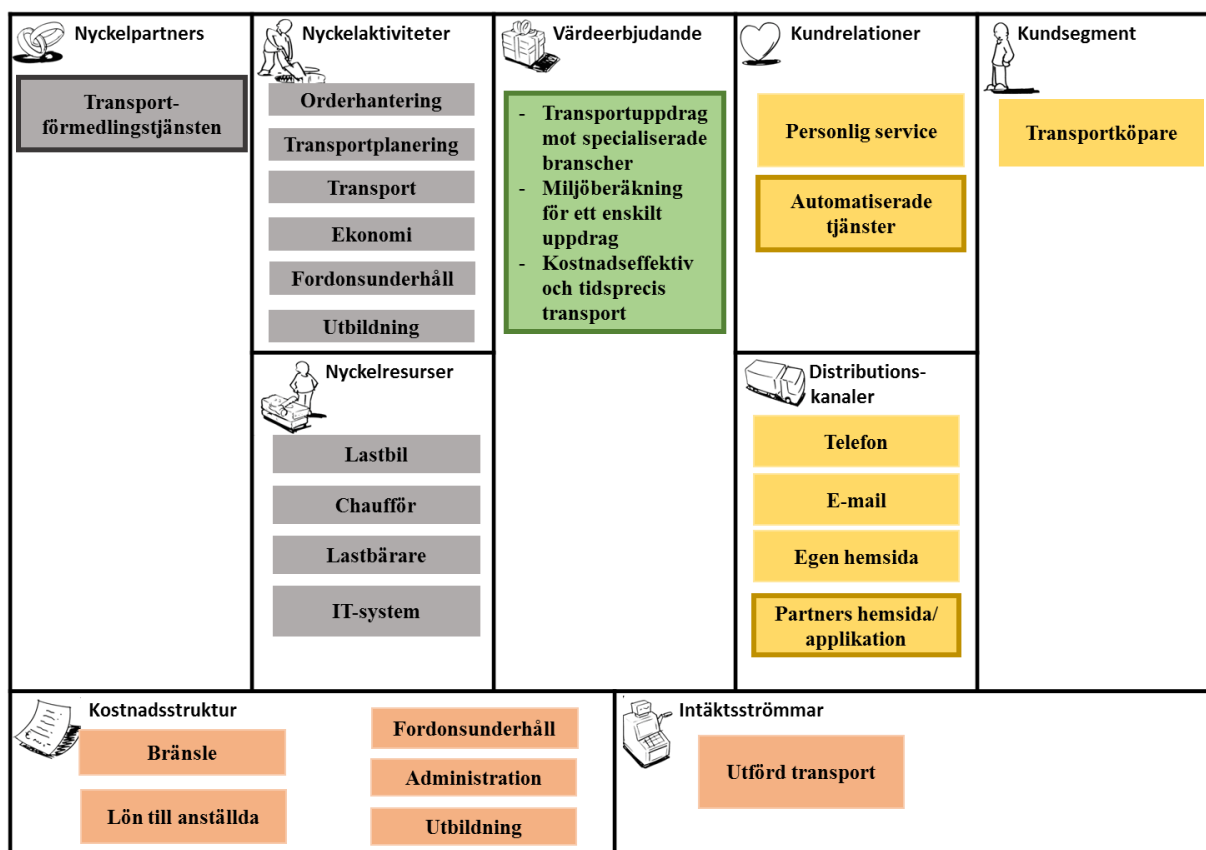 Nyckelpartners
Transport-
förmedlingstjänsten
Nyckelaktiviteter
Orderhantering
Transportplanering
Transport
Ekonomi
Fordonsunderhåll
Utbildning
Nyckelresurser
Lastbil
Chaufför
Lastbärare
IT-system
Värdeerbjudande
- Transportuppdrag
mot specialiserade
branscher
- Miljöberäkning
för ett enskilt
uppdrag
- Kostnadseffektiv
och tidsprecis
transport
Kundrelationer
Personlig service
Automatiserade
tjänster
Distributions-
kanaler
Telefon
E-mail
Egen hemsida
Partners hemsida/
applikation
Kundsegment
Transportköpare
Kostnadsstruktur
Bränsle
Lön till anställda
Fordonsunderhåll
Administration
Utbildning
Intäktsströmmar
Utförd transport